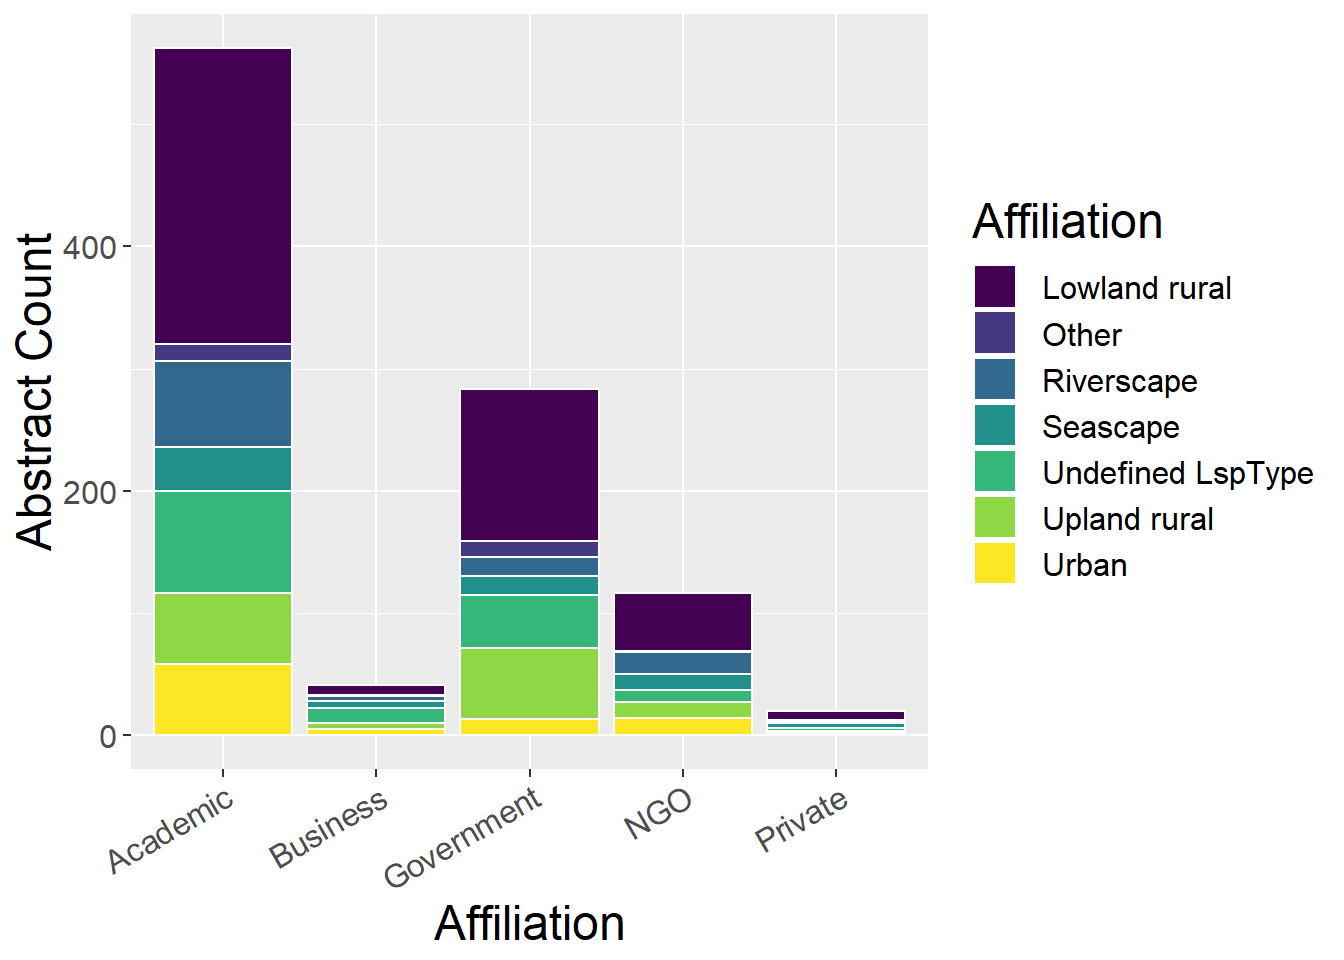 Abstract Count
400
200
0
Academic
Business
Government
NGO
Private
Affiliation
Affiliation
Lowland rural
Other
Riverscape
Seascape
Undefined LspType
Upland rural
Urban